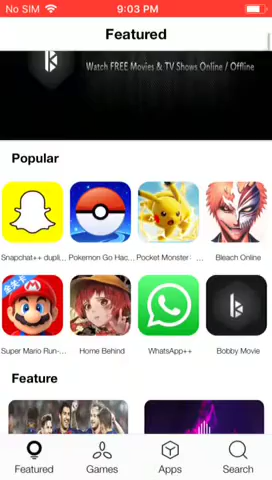 No SIM 9:03 PM
Featured
Watch FREE Movies & TV Shows Online / Offline
Popular
Snapchat++ dupli... Pokemon Go Hac... Pocket Monster: ... Bleach Online
Super Mario Run-... Home Behind WhatsApp++ Bobby Movie
Feature
Featured Games Apps Search